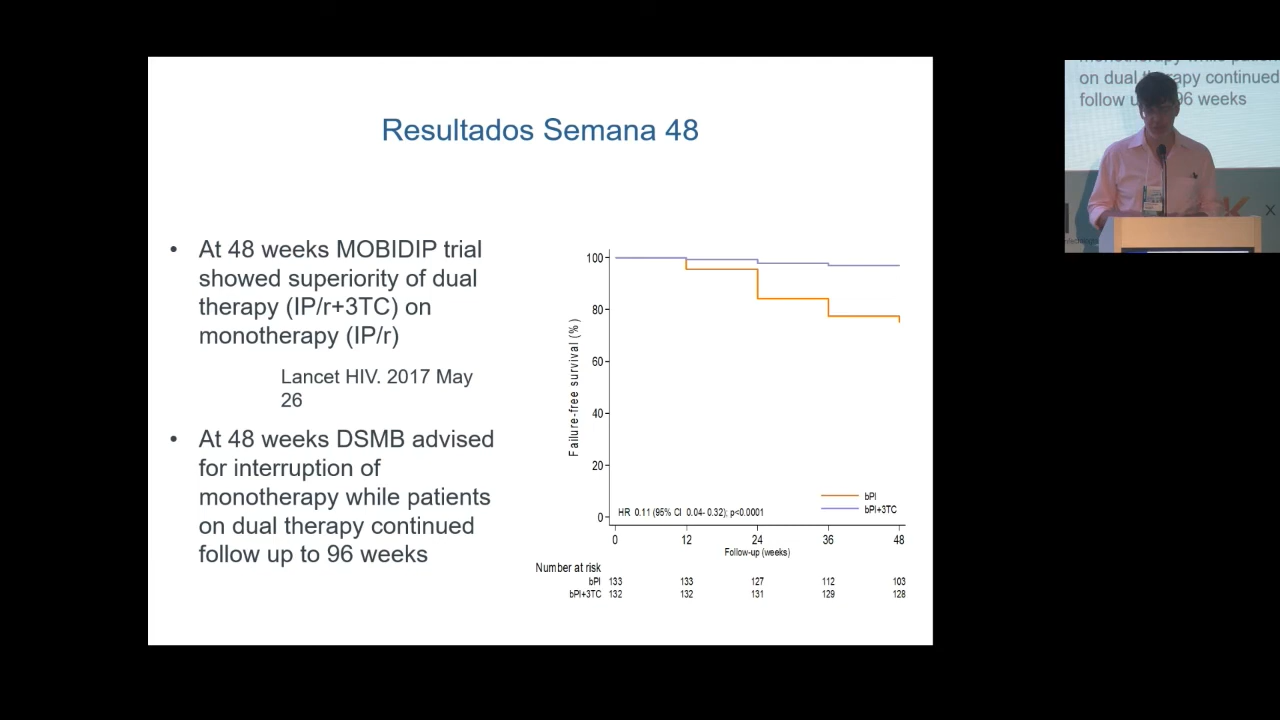 Resultados Semana 48
• At 48 weeks MOBIDIP trial
showed superiority of dual
therapy (IP/r+3TC) on
monotherapy (IP/r)
Lancet HIV. 2017 May
26
• At 48 weeks DSMB advised
for interruption of
monotherapy while patients
on dual therapy continued
follow up to 96 weeks
Failure-free survival (%)
100
80
60
40
20
0
bPI
bPI+3TC
HR 0.11 (95% CI 0.04- 0.32); p<0.0001
0 12 24 36 48
Follow-up (weeks)
Number at risk
bPI 133 133 127 112 103
bPI+3TC 132 132 131 129 128
on dual therapy continued
follow u 96 weeks